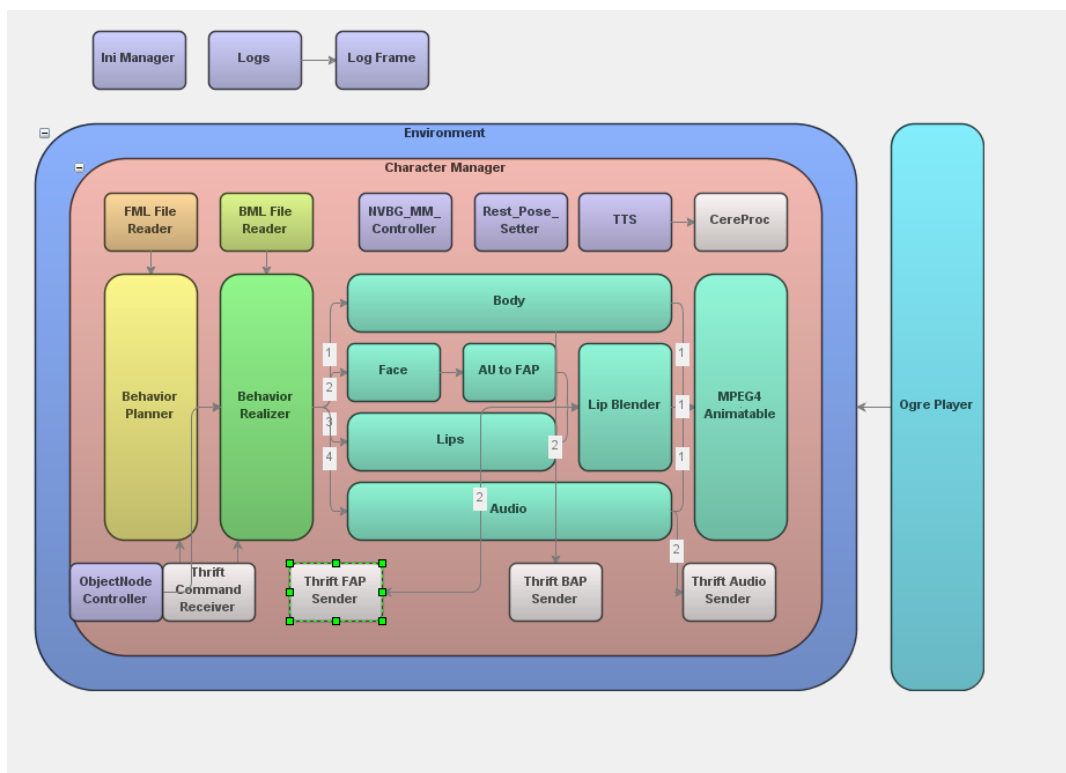 Ini Manager
Logs
Log Frame
Environment
Character Manager
FML File
Reader
BML File
Reader
NVBG_MM_
Controller
Rest_Pose_
Setter
TTS
CereProc
Body
1
1
Face
AU to FAP
2
Behavior
Planner
Behavior
Realizer
Lip Blender
1
MPEG4
Animatable
Ogre Player
3
Lips
2
4
1
2
Audio
2
ObjectNode
Controller
Thrift
Command
Receiver
Thrift FAP
Sender
Thrift BAP
Sender
Thrift Audio
Sender